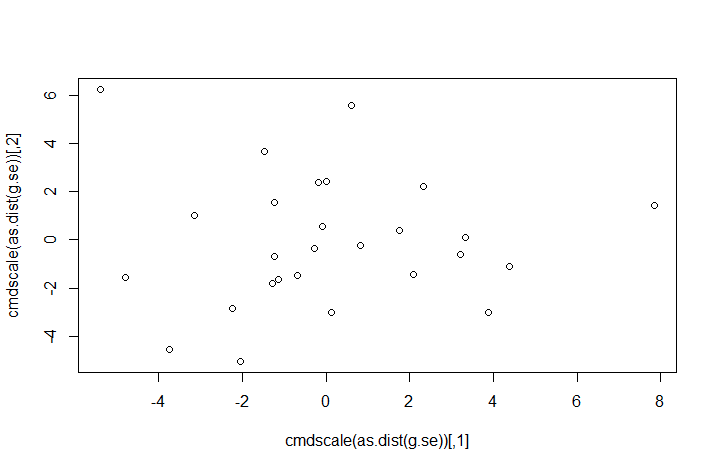 cmdscale(as.dist(g.se))[,2]
6
4
2
0
-2
-4
-4 -2 0 2 4 6 8
cmdscale(as.dist(g.se))[,1]